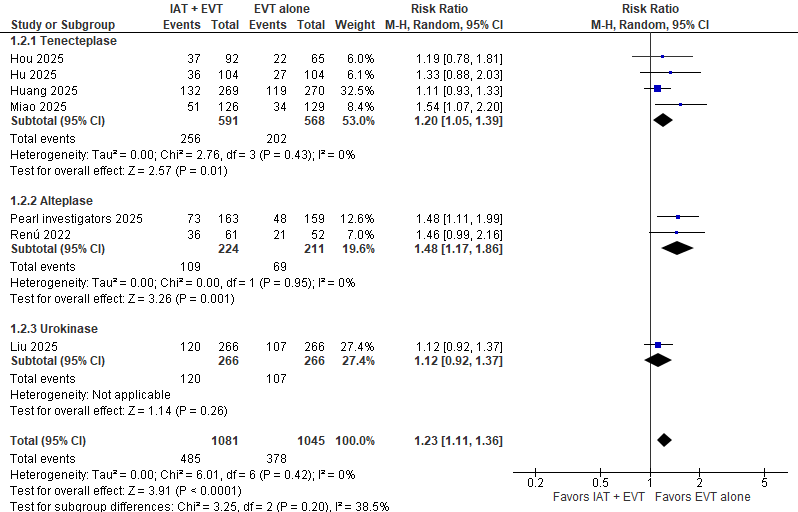 IAT + EVT EVT alone Risk Ratio Risk Ratio
Study or Subgroup Events Total Events Total Weight M-H, Random, 95% CI M-H, Random, 95% CI
1.2.1 Tenecteplase
Hou 2025 37 92 22 65 6.0% 1.19 [0.78, 1.81]
Hu 2025 36 104 27 104 6.1% 1.33 [0.88, 2.03]
Huang 2025 132 269 119 270 32.5% 1.11 [0.93, 1.33]
Miao 2025 51 126 34 129 8.4% 1.54 [1.07, 2.20]
Subtotal (95% CI) 591 568 53.0% 1.20 [1.05, 1.39]
Total events 256 202
Heterogeneity: Tau² = 0.00; Chi² = 2.76, df = 3 (P = 0.43); I² = 0%
Test for overall effect: Z = 2.57 (P = 0.01)
1.2.2 Alteplase
Pearl investigators 2025 73 163 48 159 12.6% 1.48 [1.11, 1.99]
Renú 2022 36 61 21 52 7.0% 1.46 [0.99, 2.16]
Subtotal (95% CI) 224 211 19.6% 1.48 [1.17, 1.86]
Total events 109 69
Heterogeneity: Tau² = 0.00; Chi² = 0.00, df = 1 (P = 0.95); I² = 0%
Test for overall effect: Z = 3.26 (P = 0.001)
1.2.3 Urokinase
Liu 2025 120 266 107 266 27.4% 1.12 [0.92, 1.37]
Subtotal (95% CI) 266 266 27.4% 1.12 [0.92, 1.37]
Total events 120 107
Heterogeneity: Not applicable
Test for overall effect: Z = 1.14 (P = 0.26)
Total (95% CI) 1081 1045 100.0% 1.23 [1.11, 1.36]
Total events 485 378
Heterogeneity: Tau² = 0.00; Chi² = 6.01, df = 6 (P = 0.42); I² = 0%
Test for overall effect: Z = 3.91 (P < 0.0001)
Test for subgroup differences: Chi² = 3.25, df = 2 (P = 0.20), I² = 38.5%
0.2 0.5 1 2 5
Favors IAT + EVT Favors EVT alone